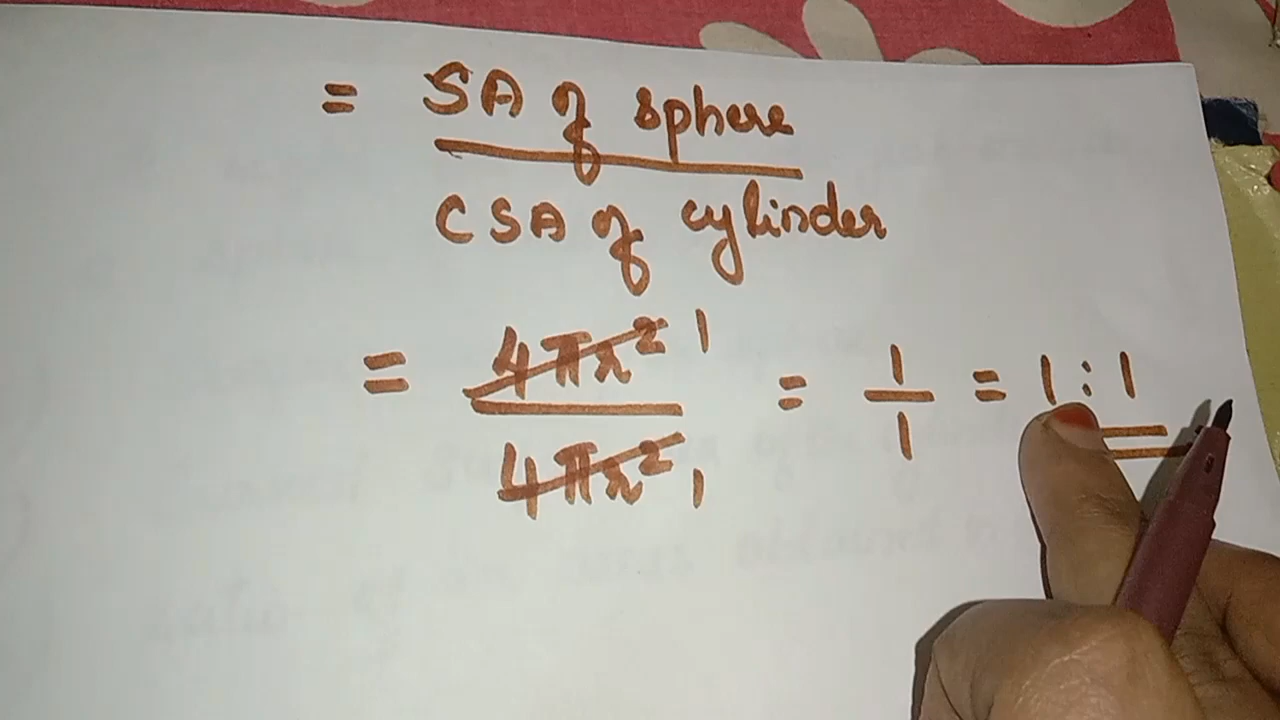 = SA of sphere
CSA of cylinder
= 4πr² 1 = 1 = 1:1
4πr² 1 1